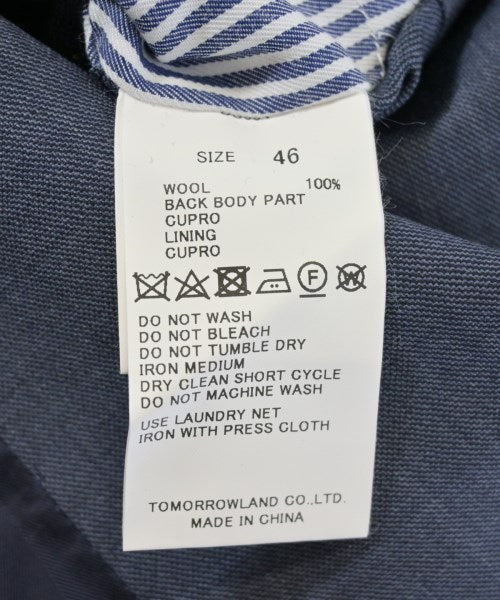 SIZE 46
WOOL 100%
BACK BODY PART
CUPRO
LINING
CUPRO
F W
DO NOT WASH
DO NOT BLEACH
DO NOT TUMBLE DRY
IRON MEDIUM
DRY CLEAN SHORT CYCLE
DO NOT MACHINE WASH
USE LAUNDRY NET
IRON WITH PRESS CLOTH
TOMORROWLAND CO.,LTD.
MADE IN CHINA